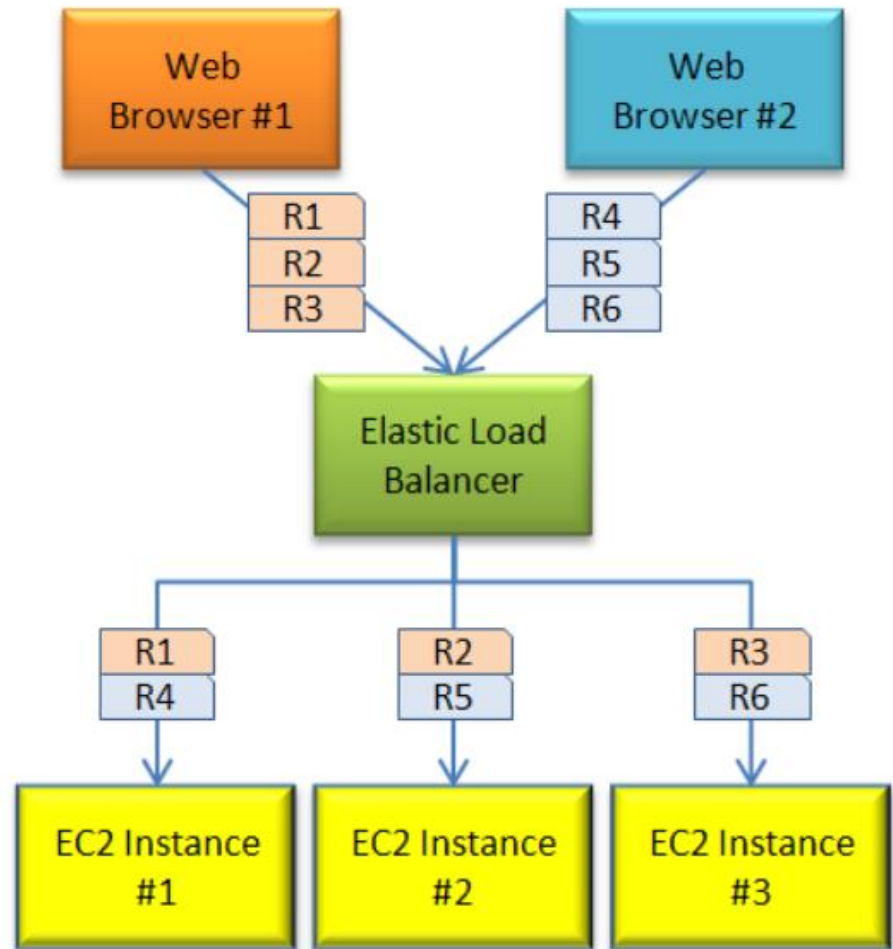 Web
Browser #1
Web
Browser #2
R1
R2
R3
R4
R5
R6
Elastic Load
Balancer
R1
R4
R2
R5
R3
R6
EC2 Instance
#1
EC2 Instance
#2
EC2 Instance
#3